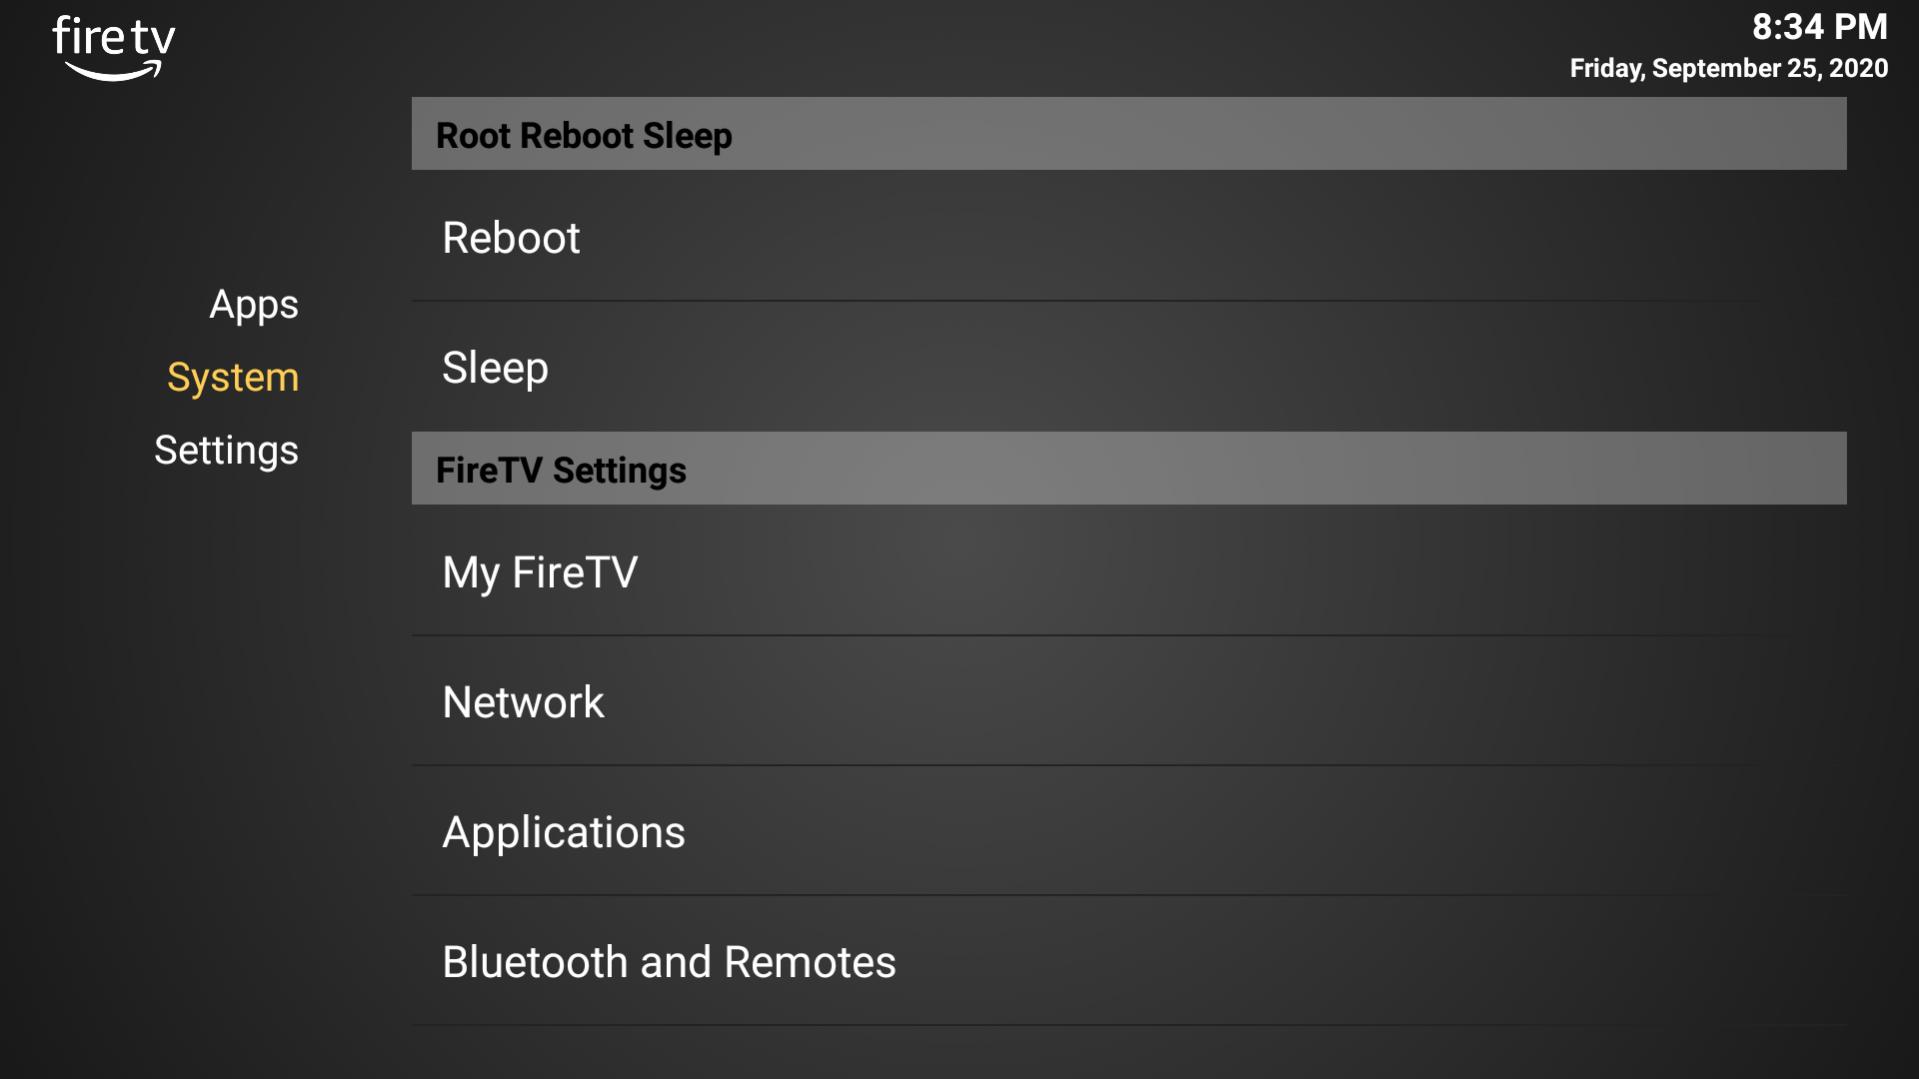 fire tv
8:34 PM
Friday, September 25, 2020
Apps
System
Settings
Root Reboot Sleep
Reboot
Sleep
FireTV Settings
My FireTV
Network
Applications
Bluetooth and Remotes